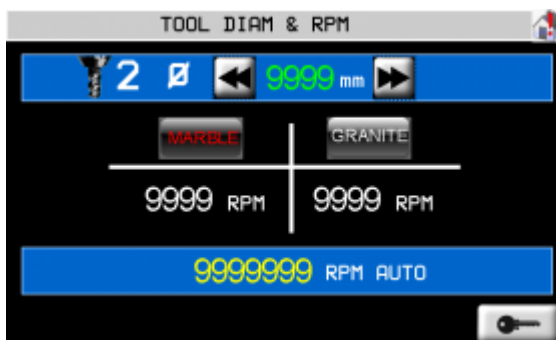 TOOL DIAM & RPM
2 Ø 9999 mm
MARBLE GRANITE
9999 RPM 9999 RPM
9999999 RPM AUTO